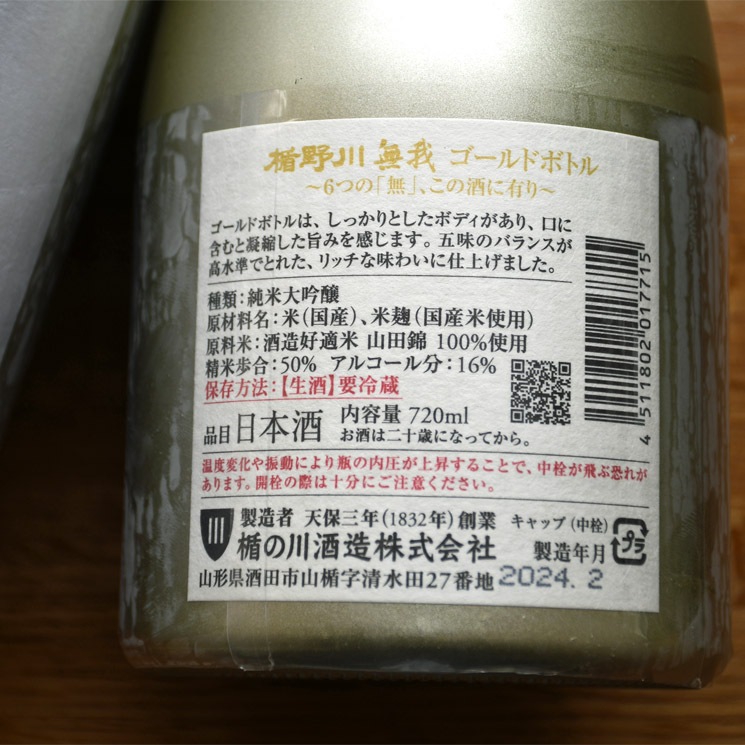 楯野川 無我 ゴールドボトル
～6つの「無」、この酒に有り～
ゴールドボトルは、しっかりとしたボディがあり、口に
含むと凝縮した旨みを感じます。五味のバランスが
高水準でとれた、リッチな味わいに仕上げました。
種類：純米大吟醸
原材料名：米（国産）、米麹（国産米使用）
原料米：酒造好適米 山田錦 100%使用
精米歩合：50% アルコール分：16%
保存方法：【生酒】要冷蔵
品目 日本酒 内容量 720ml
お酒は二十歳になってから。
4511802017715
温度変化や振動により瓶の内圧が上昇することで、中栓が飛ぶ恐れが
あります。開栓の際は十分にご注意ください。
製造者 天保三年（1832年）創業
楯の川酒造株式会社
山形県酒田市山楯字清水田27番地
キャップ（中栓） プラ
製造年月
2024. 2